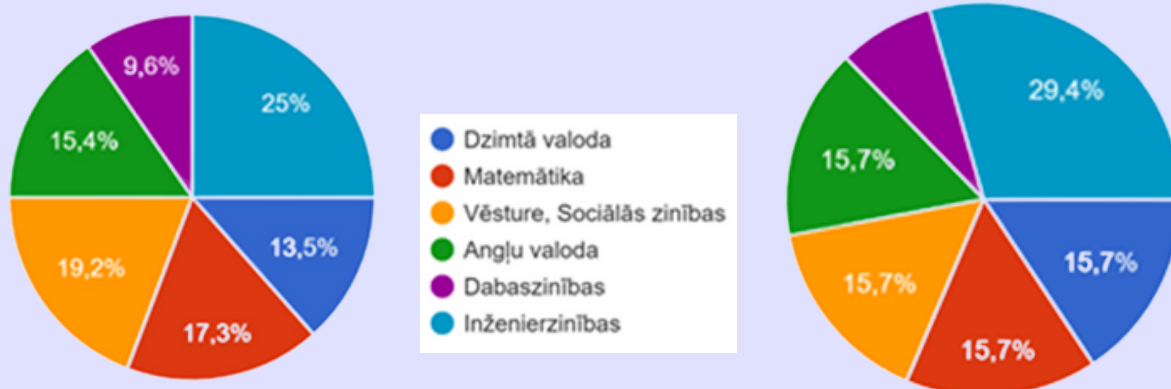 9,6%
25%
15,4%
19,2%
13,5%
17,3%
Dzimtā valoda
Matemātika
Vēsture, Sociālās zinības
Angļu valoda
Dabaszinības
Inženierzinības
29,4%
15,7%
15,7%
15,7%
15,7%